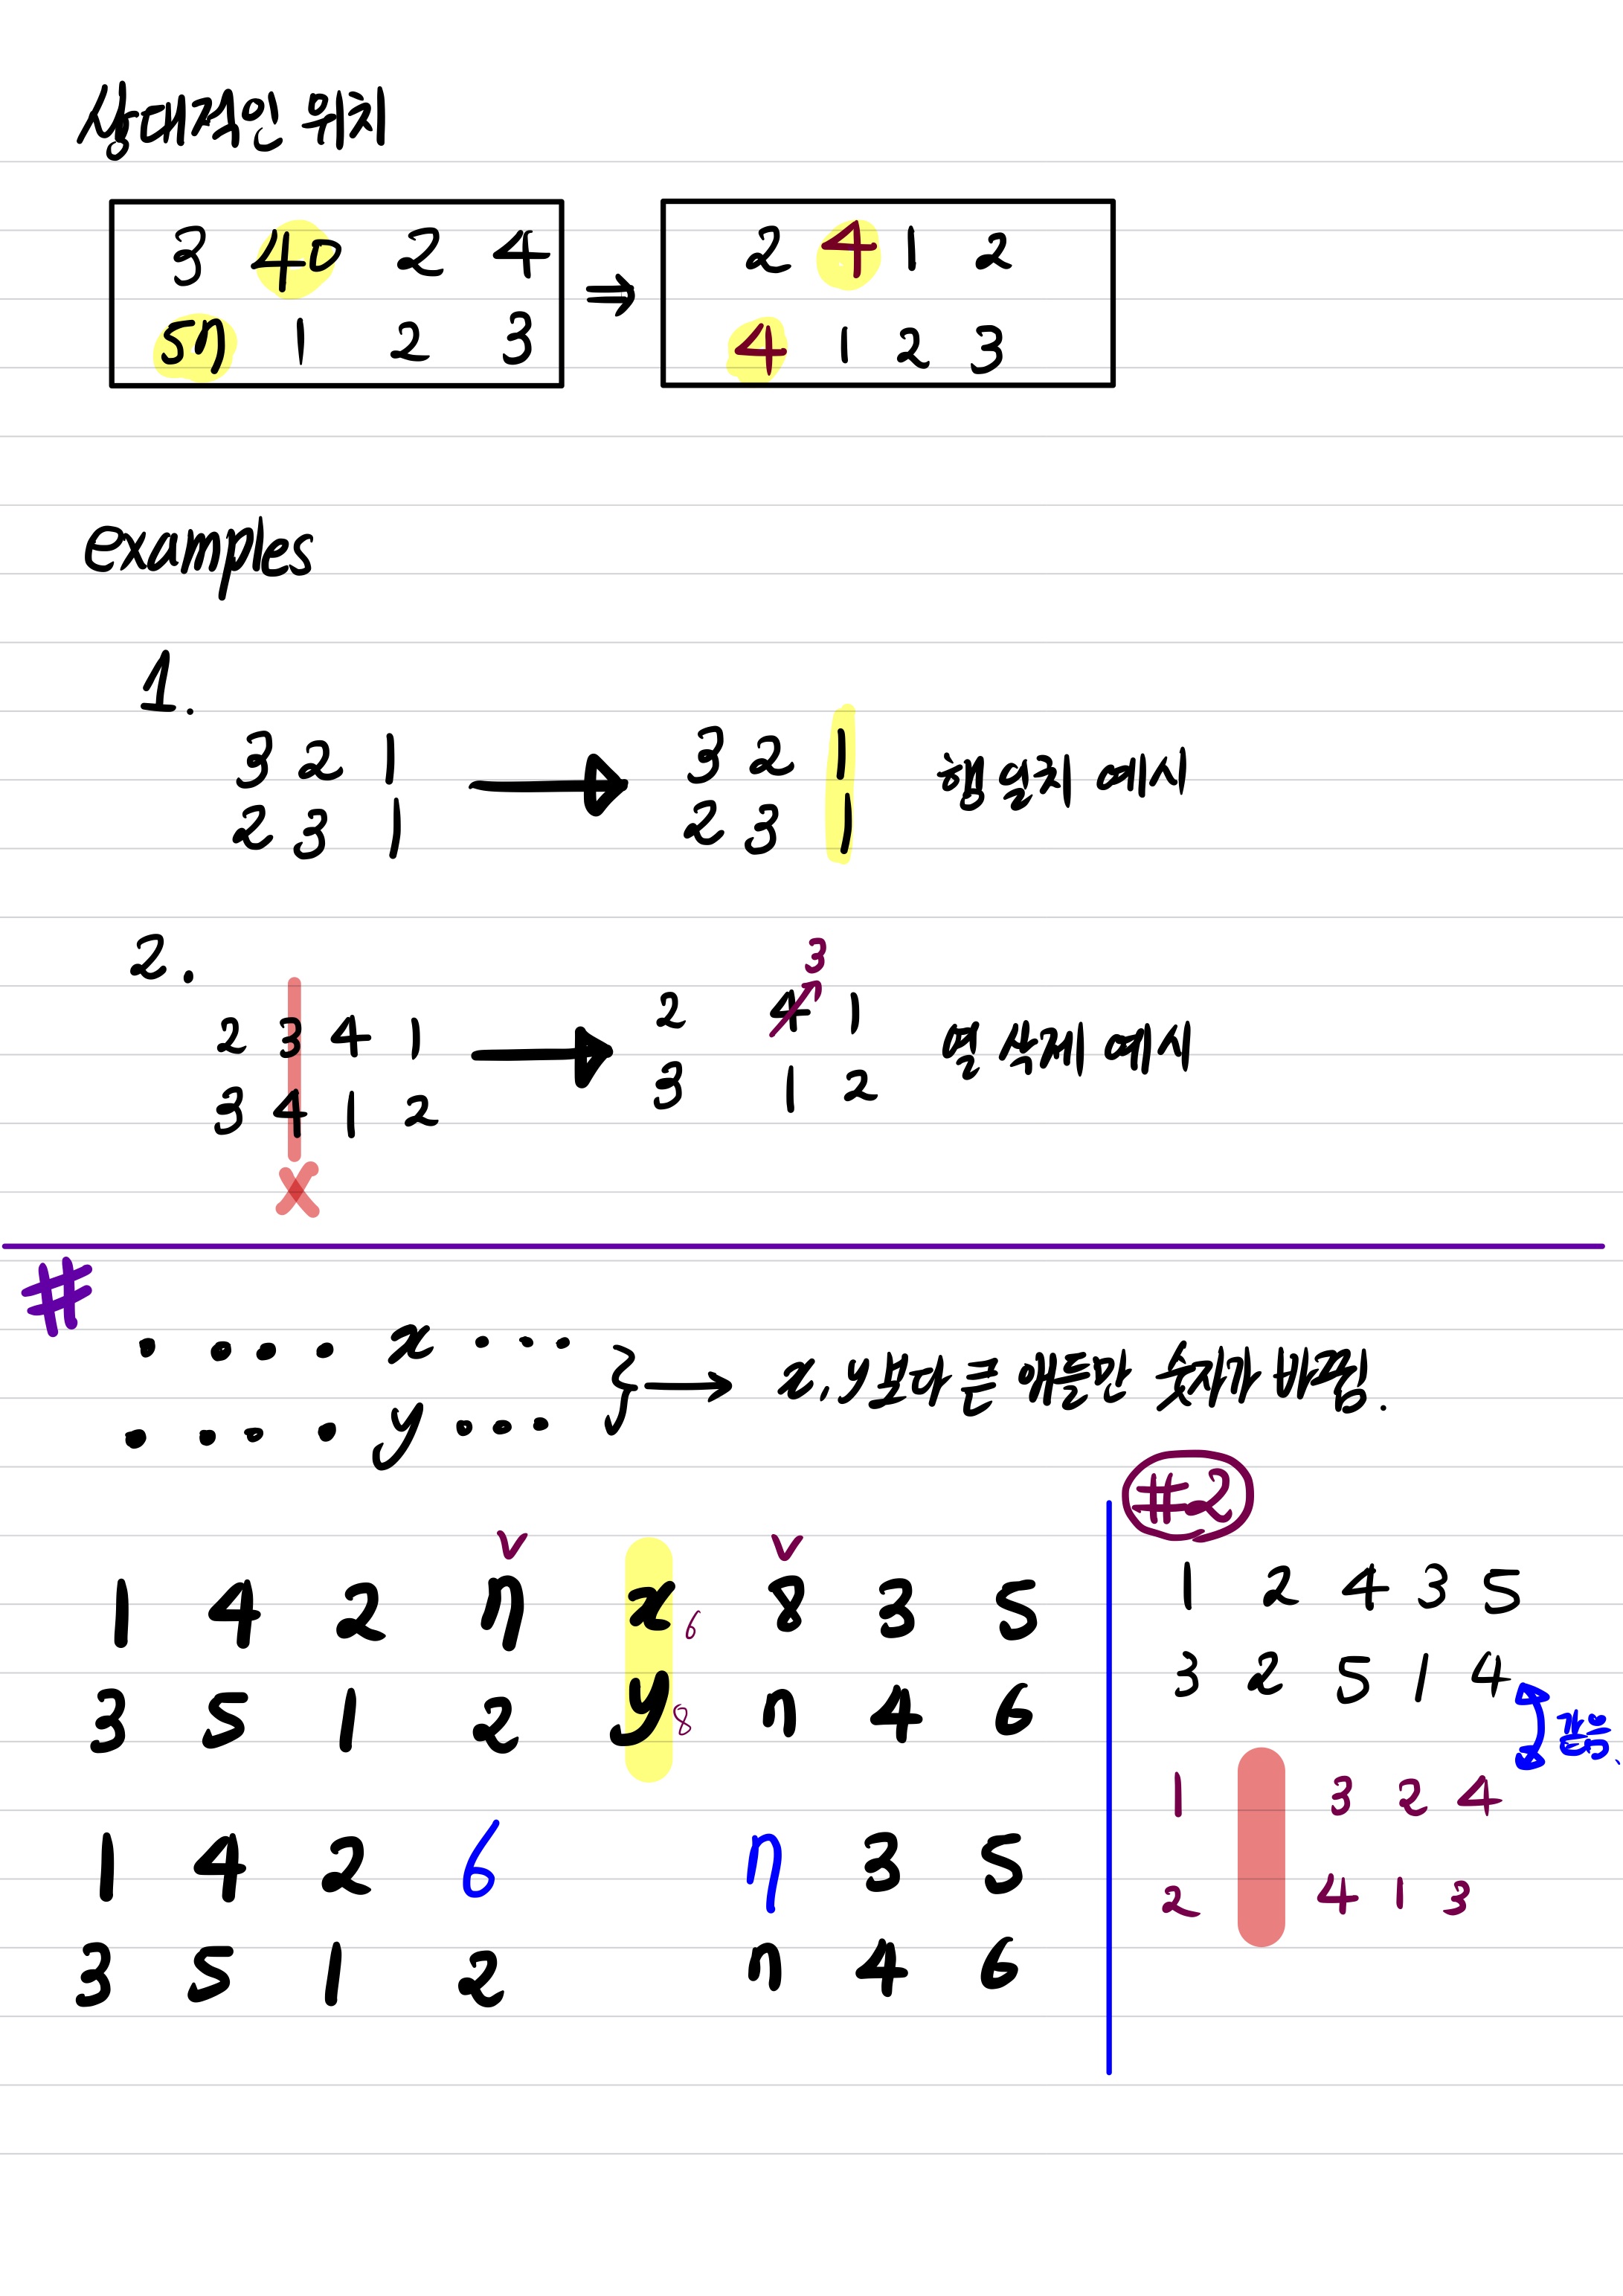 상대적인 위치
3 40 2 4 ⇒ 2 4 1 2
57 1 2 3 4 1 2 3
examples
1.
3 2 1 → 3 2 1 행 일치 예시
2 3 1 2 3 1
2.
3
2 3 4 1 → 2 4 1 열 삭제 예시
3 4 1 2 3 1 2
X
#
. . . . x . . .
. . . . y . . . } → x, y보다 큰 애들만 숫자가 바뀜.
v v
1 4 2 7 x 6 8 3 5
3 5 1 2 y 8 7 4 6
1 4 2 6 7 3 5
3 5 1 2 7 4 6
#2
1 2 4 3 5
3 2 5 1 4
같음.
1 3 2 4
2 4 1 3